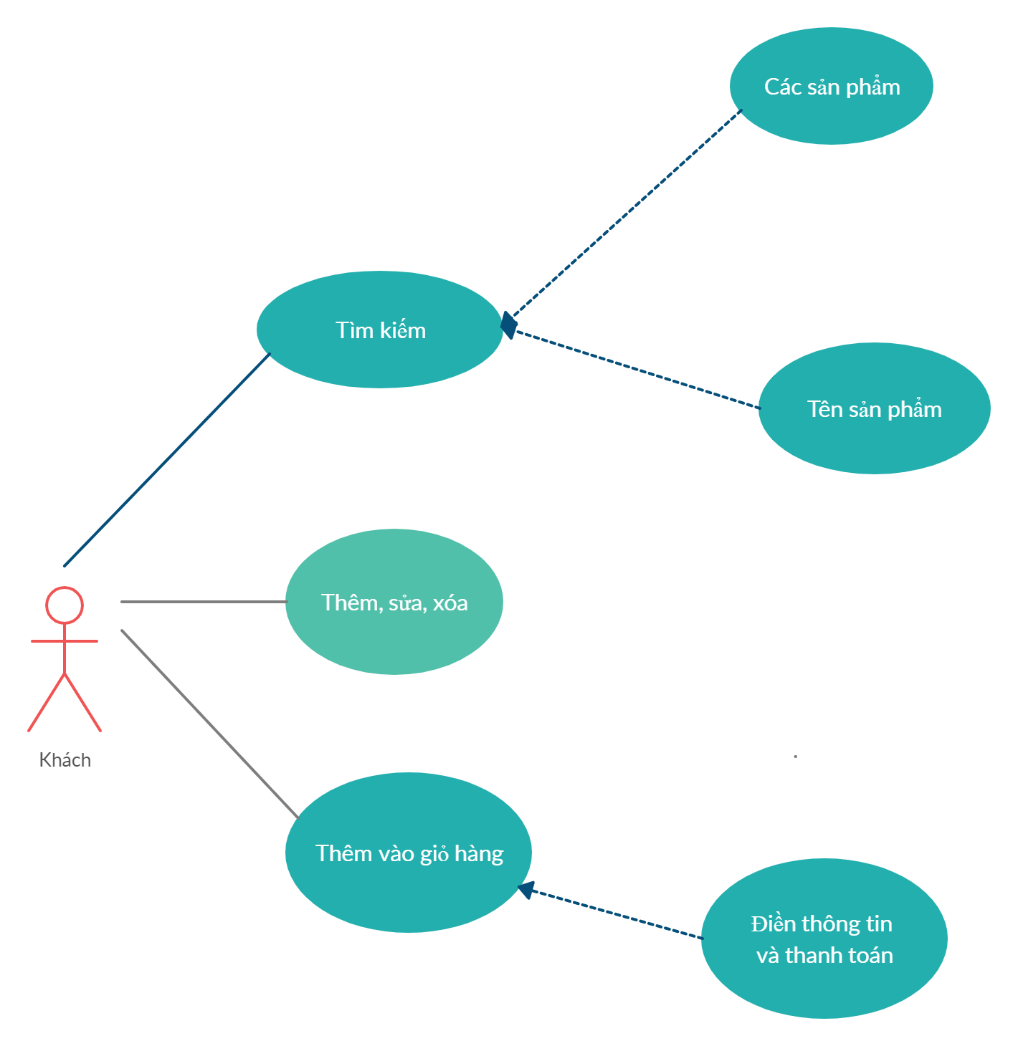 Các sản phẩm
Tìm kiếm
Tên sản phẩm
Thêm, sửa, xóa
Khách
Thêm vào giỏ hàng
Điền thông tin
và thanh toán